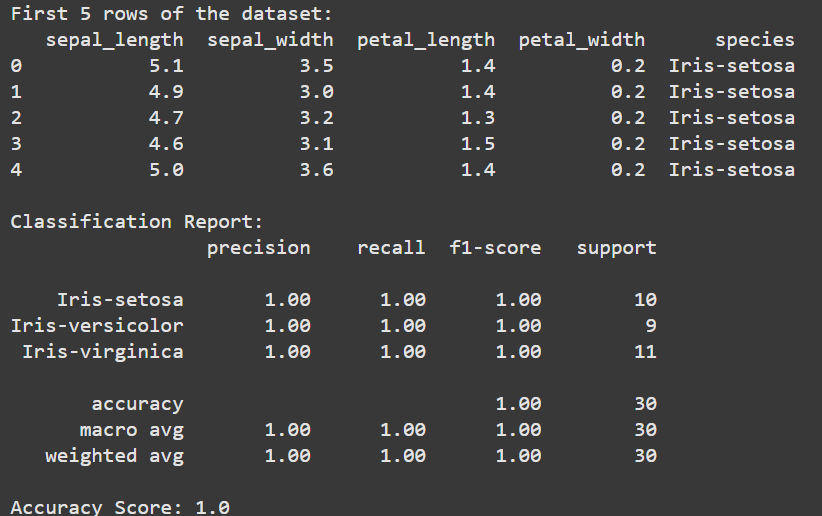 First 5 rows of the dataset:
   sepal_length  sepal_width  petal_length  petal_width      species
0           5.1          3.5           1.4          0.2  Iris-setosa
1           4.9          3.0           1.4          0.2  Iris-setosa
2           4.7          3.2           1.3          0.2  Iris-setosa
3           4.6          3.1           1.5          0.2  Iris-setosa
4           5.0          3.6           1.4          0.2  Iris-setosa

Classification Report:
                 precision    recall  f1-score   support

    Iris-setosa       1.00      1.00      1.00        10
Iris-versicolor       1.00      1.00      1.00         9
 Iris-virginica       1.00      1.00      1.00        11

       accuracy                           1.00        30
      macro avg       1.00      1.00      1.00        30
   weighted avg       1.00      1.00      1.00        30

Accuracy Score: 1.0